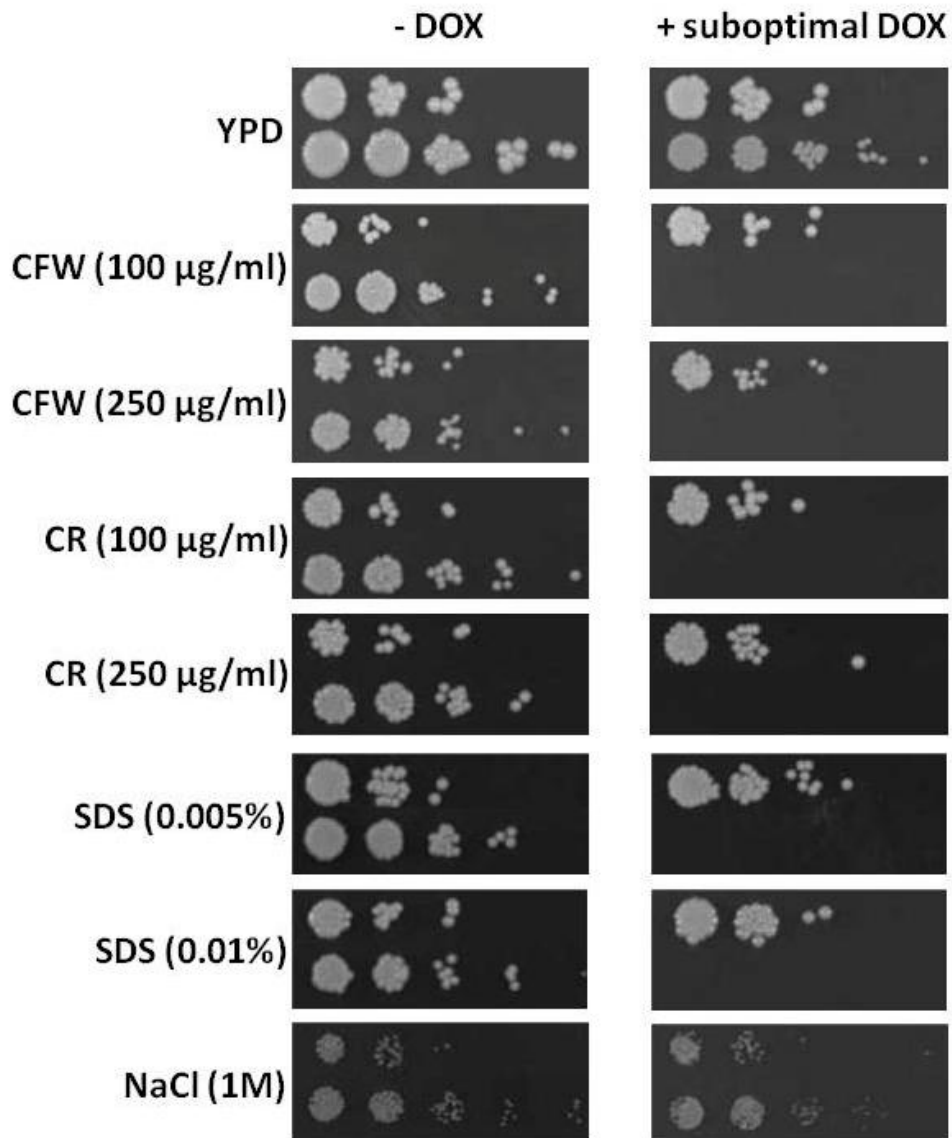 - DOX
+ suboptimal DOX
YPD
CFW (100 µg/ml)
CFW (250 µg/ml)
CR (100 µg/ml)
CR (250 µg/ml)
SDS (0.005%)
SDS (0.01%)
NaCl (1M)